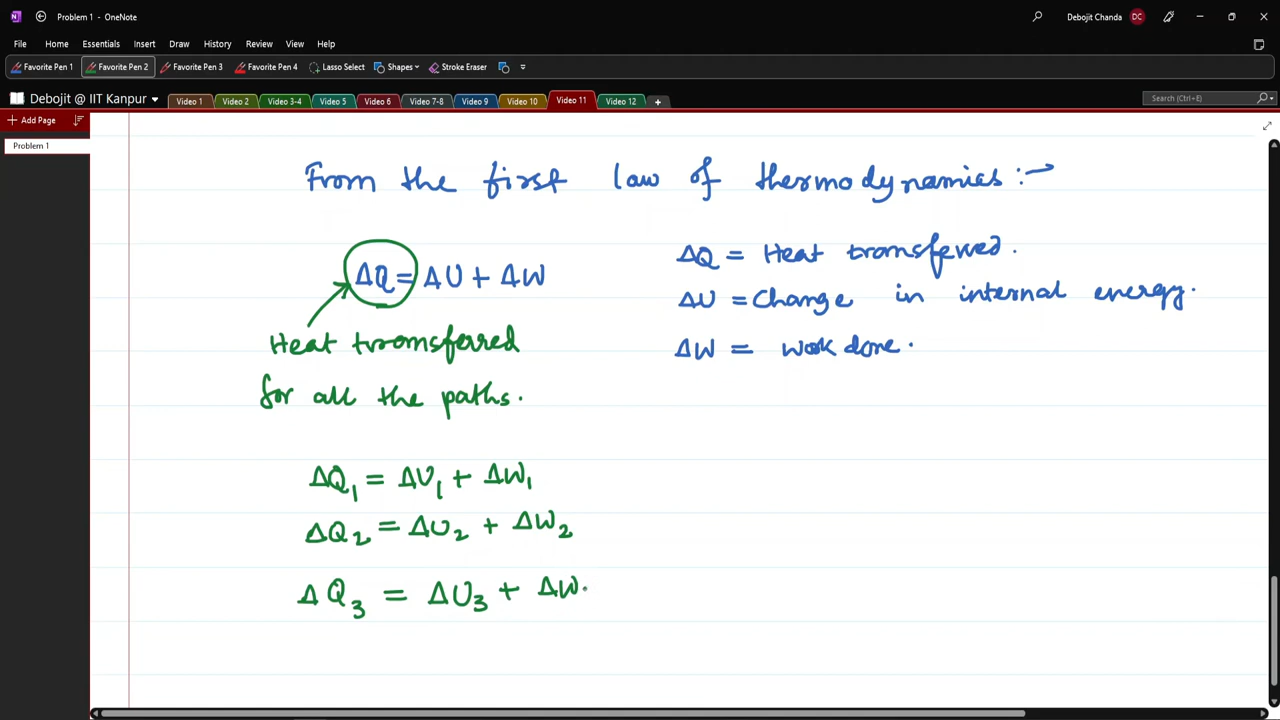 Problem 1 - OneNote
Debojit Chanda DC
File Home Essentials Insert Draw History Review View Help
Favorite Pen 1 Favorite Pen 2 Favorite Pen 3 Favorite Pen 4 Lasso Select Shapes Stroke Eraser
Debojit @ IIT Kanpur Video 1 Video 2 Video 3-4 Video 5 Video 6 Video 7-8 Video 9 Video 10 Video 11 Video 12 Search (Ctrl+E)
Add Page
Problem 1
From the first law of thermodynamics :→
ΔQ = ΔU + ΔW
Heat transferred
for all the paths.
ΔQ = Heat transferred.
ΔU = Change in internal energy.
ΔW = work done.
ΔQ₁ = ΔU₁ + ΔW₁
ΔQ₂ = ΔU₂ + ΔW₂
ΔQ₃ = ΔU₃ + ΔW.